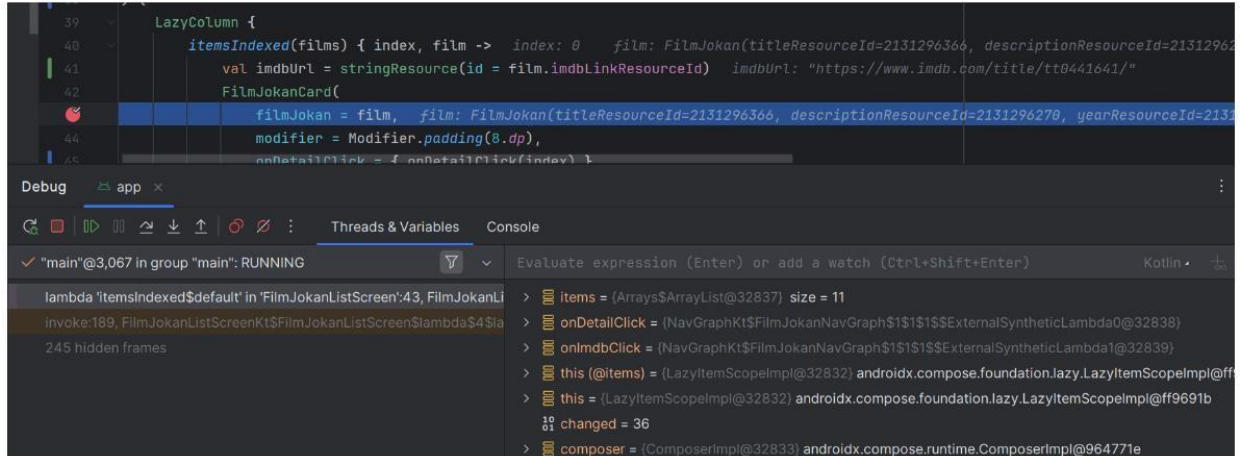 39 LazyColumn {
40 itemsIndexed(films) { index, film -> index: 0 film: FilmJokan(titleResourceId=2131296366, descriptionResourceId=21312962
41 val imdbUrl = stringResource(id = film.imdbLinkResourceId) imdbUrl: "https://www.imdb.com/title/tt0441641/"
42 FilmJokanCard(
filmJokan = film, film: FilmJokan(titleResourceId=2131296366, descriptionResourceId=2131296270, yearResourceId=2131
44 modifier = Modifier.padding(8.dp),
45 onDetailClick = { onDetailClick(index) }
Debug app
Threads & Variables Console
"main"@3,067 in group "main": RUNNING
Evaluate expression (Enter) or add a watch (Ctrl+Shift+Enter) Kotlin
lambda 'itemsIndexed$default' in 'FilmJokanListScreen':43, FilmJokanLi
invoke:189, FilmJokanListScreenKt$FilmJokanListScreen$lambda$4$la
245 hidden frames
items = {Arrays$ArrayList@32837} size = 11
onDetailClick = {NavGraphKt$FilmJokanNavGraph$1$1$1$$ExternalSyntheticLambda0@32838}
onImdbClick = {NavGraphKt$FilmJokanNavGraph$1$1$1$$ExternalSyntheticLambda1@32839}
this (@items) = {LazyItemScopeImpl@32832} androidx.compose.foundation.lazy.LazyItemScopeImpl@ff
this = {LazyItemScopeImpl@32832} androidx.compose.foundation.lazy.LazyItemScopeImpl@ff9691b
changed = 36
composer = {ComposerImpl@32833} androidx.compose.runtime.ComposerImpl@964771e